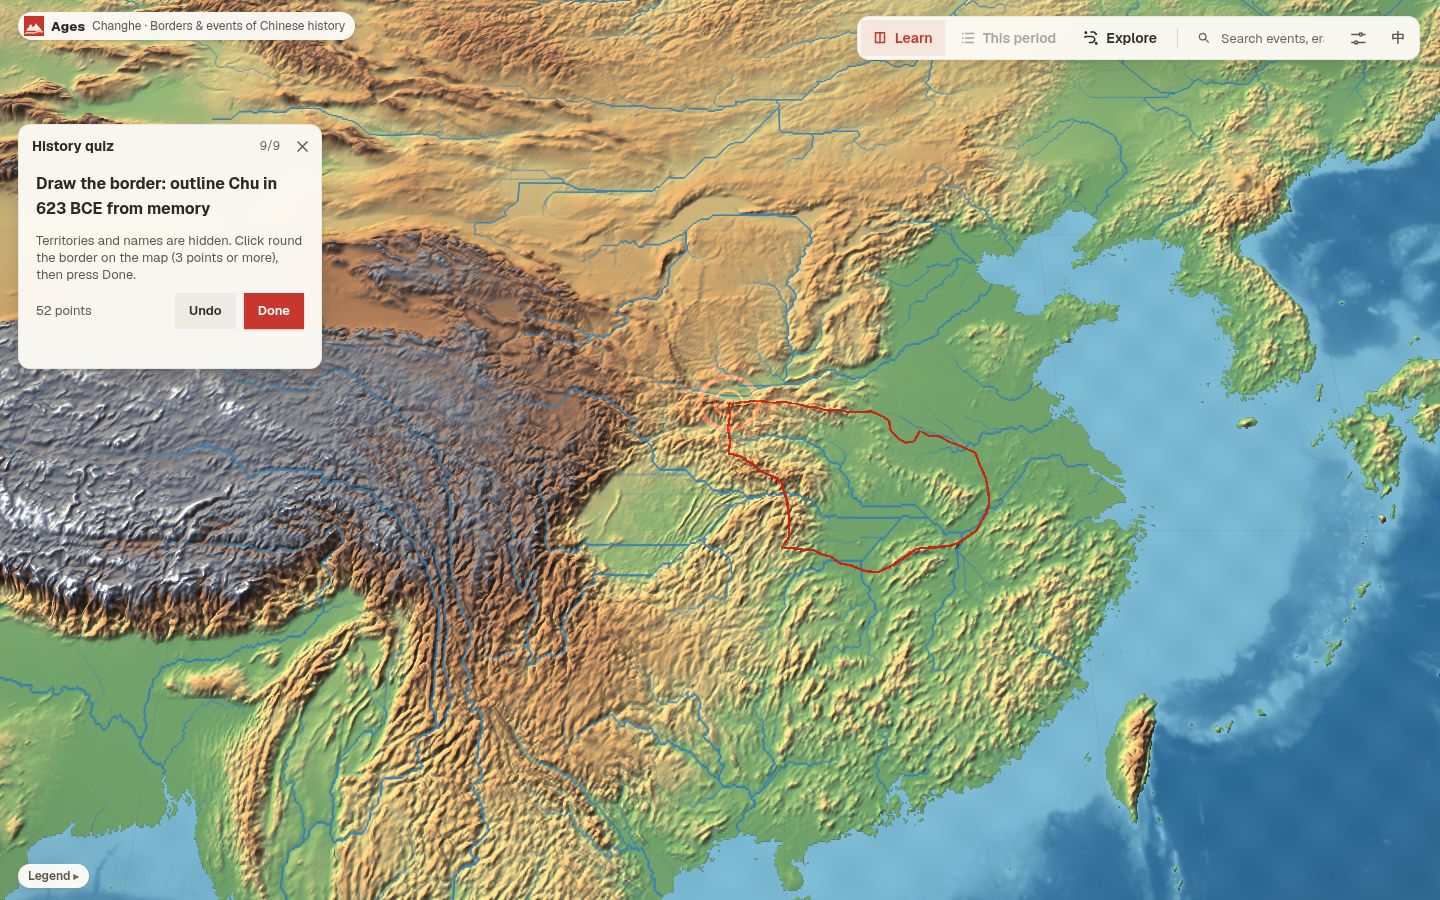 Ages Changhe · Borders & events of Chinese history
Learn This period Explore Search events, er 中
History quiz 9/9
Draw the border: outline Chu in
623 BCE from memory
Territories and names are hidden. Click round
the border on the map (3 points or more),
then press Done.
52 points Undo Done
Legend ▸